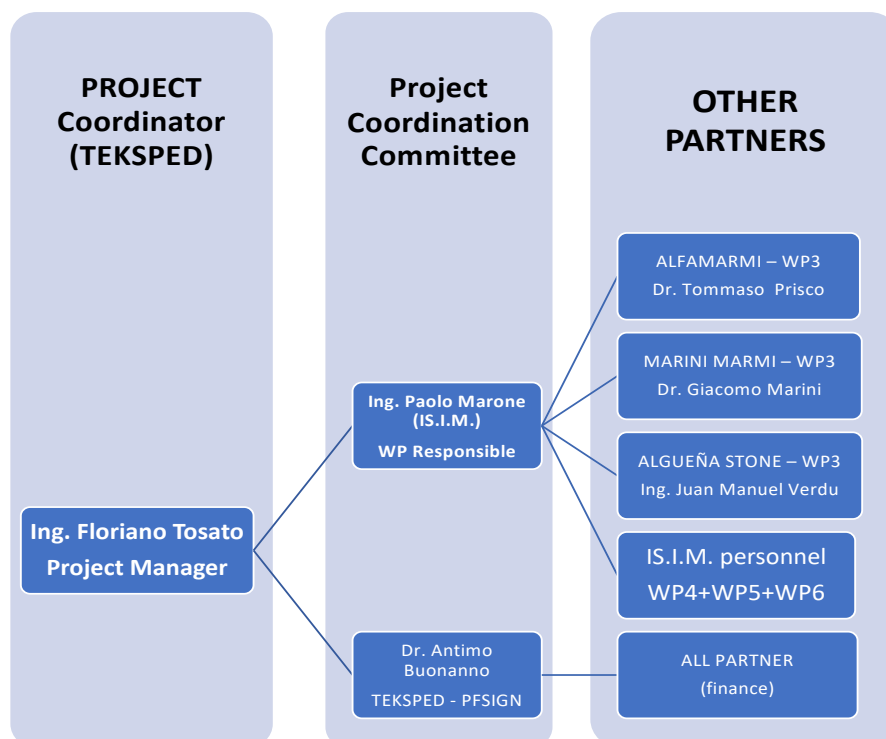 PROJECT
Coordinator
(TEKSPED)
Project
Coordination
Committee
OTHER
PARTNERS
Ing. Floriano Tosato
Project Manager
Ing. Paolo Marone
(IS.I.M.)
WP Responsible
Dr. Antimo
Buonanno
TEKSPED - PFSIGN
ALFAMARMI – WP3
Dr. Tommaso Prisco
MARINI MARMI – WP3
Dr. Giacomo Marini
ALGUEÑA STONE – WP3
Ing. Juan Manuel Verdu
IS.I.M. personnel
WP4+WP5+WP6
ALL PARTNER
(finance)